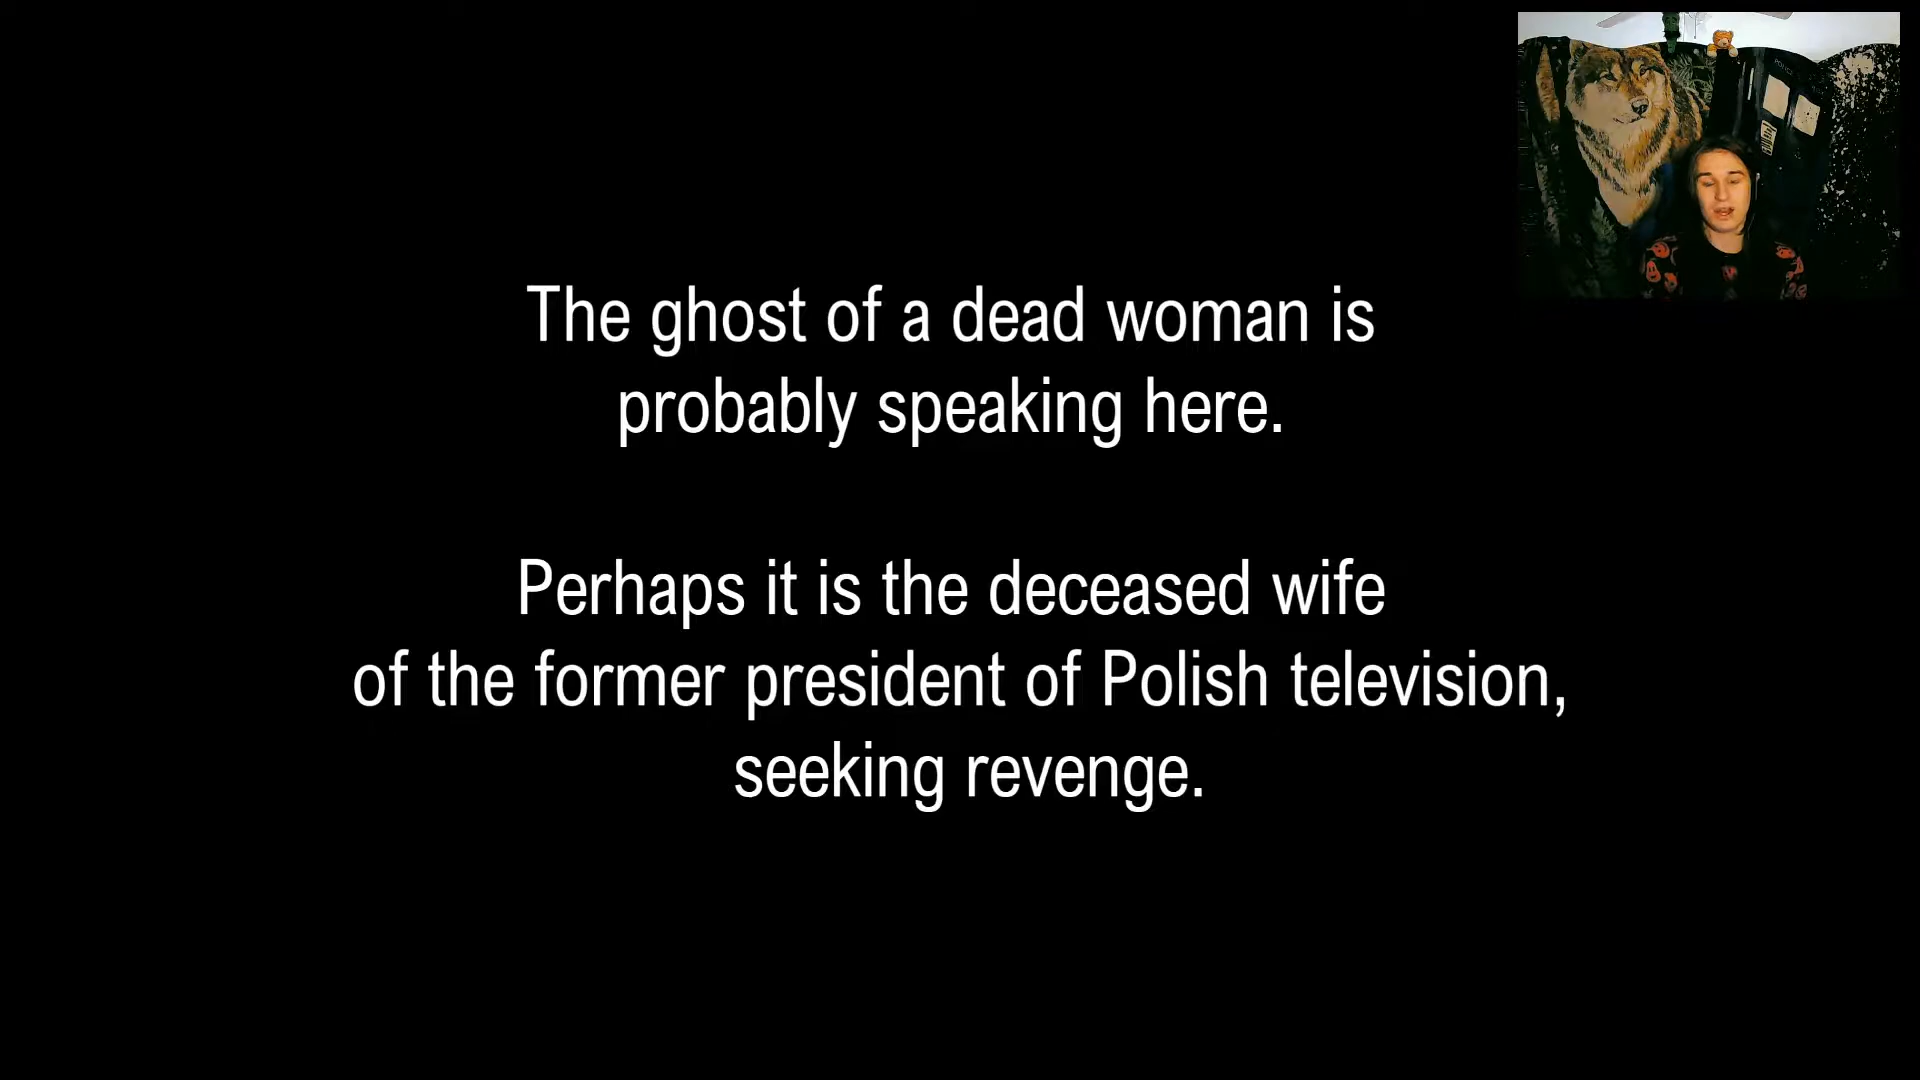 The ghost of a dead woman is
probably speaking here.
Perhaps it is the deceased wife
of the former president of Polish television,
seeking revenge.